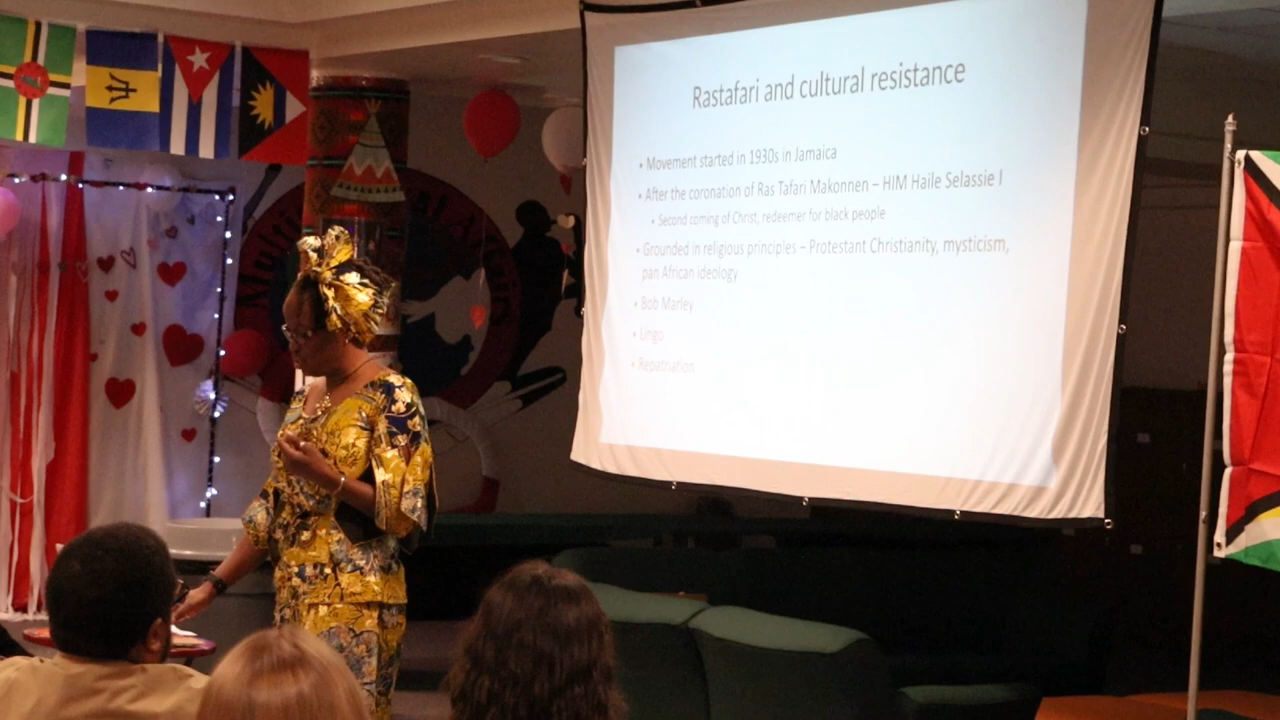 Rastafari and cultural resistance
• Movement started in 1930s in Jamaica
• After the coronation of Ras Tafari Makonnen – HIM Haile Selassie I
• Second coming of Christ, redeemer for black people
• Grounded in religious principles – Protestant Christianity, mysticism,
pan African ideology
• Bob Marley
• Lingo
• Repatriation